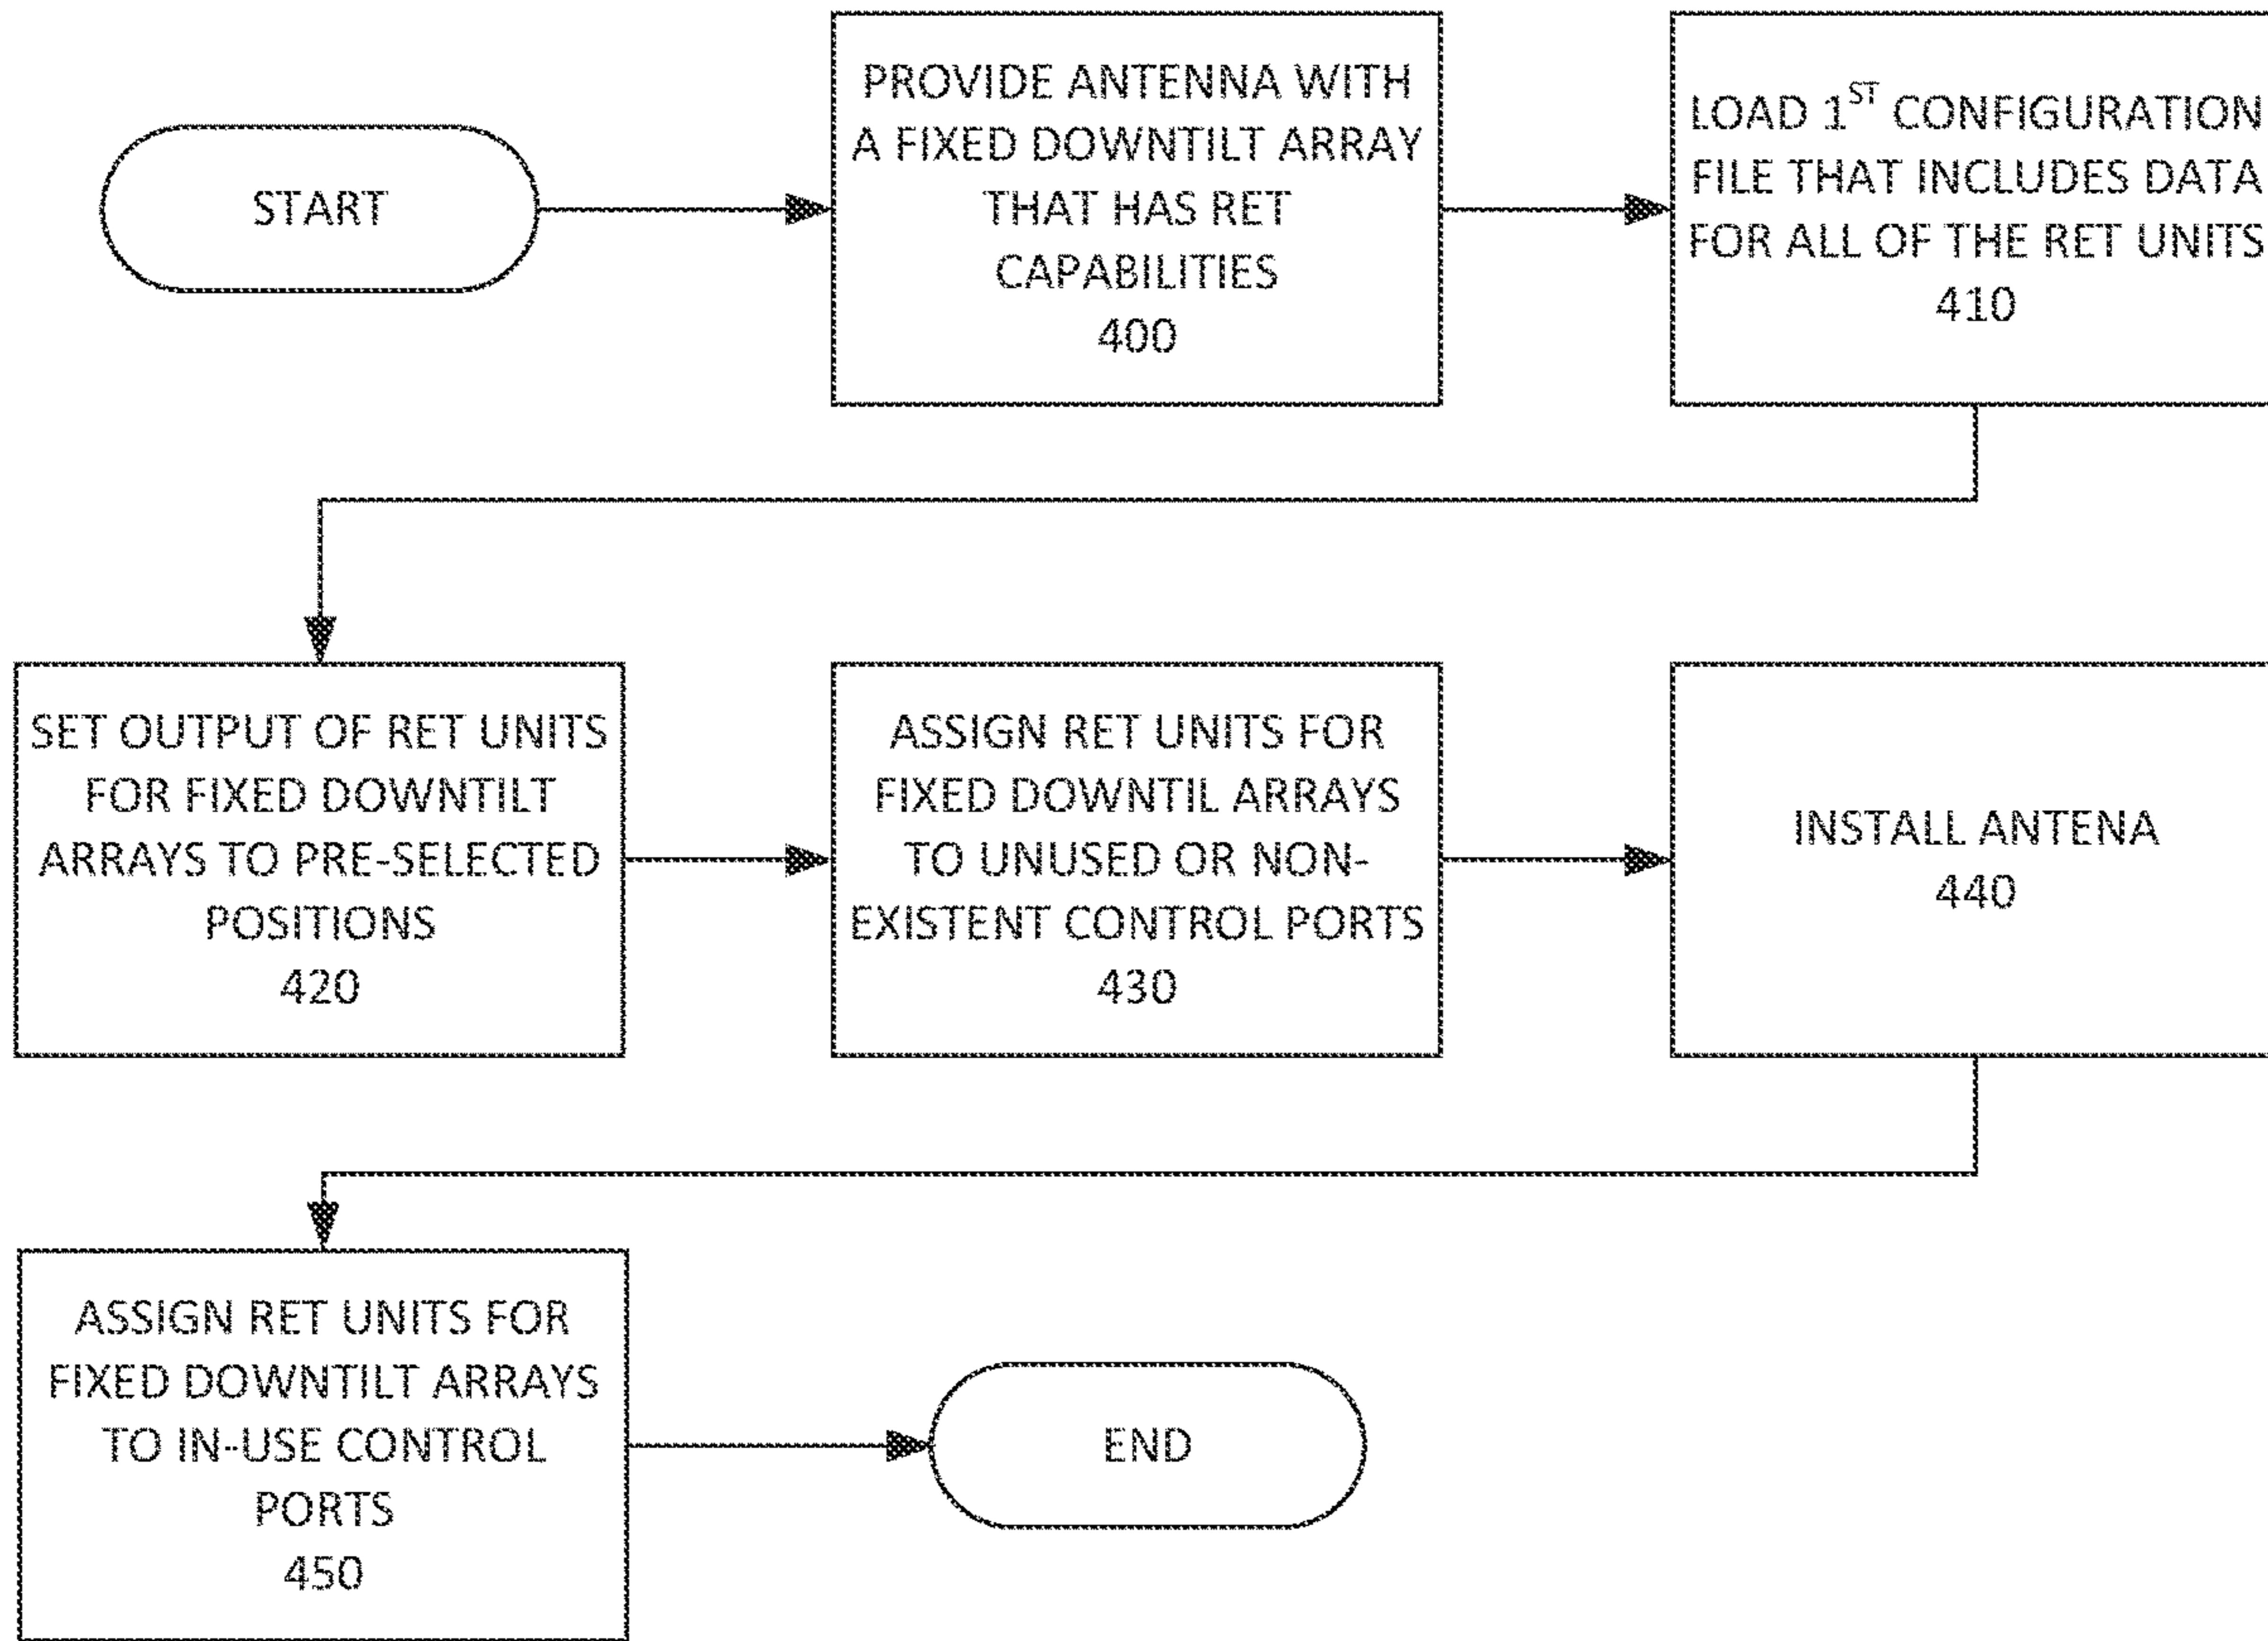 START
PROVIDE ANTENNA WITH
A FIXED DOWNTILT ARRAY
THAT HAS RET
CAPABILITIES
400
LOAD 1ST CONFIGURATION
FILE THAT INCLUDES DATA
FOR ALL OF THE RET UNITS
410
SET OUTPUT OF RET UNITS
FOR FIXED DOWNTILT
ARRAYS TO PRE-SELECTED
POSITIONS
420
ASSIGN RET UNITS FOR
FIXED DOWNTIL ARRAYS
TO UNUSED OR NON-
EXISTENT CONTROL PORTS
430
INSTALL ANTENA
440
ASSIGN RET UNITS FOR
FIXED DOWNTILT ARRAYS
TO IN-USE CONTROL
PORTS
450
END